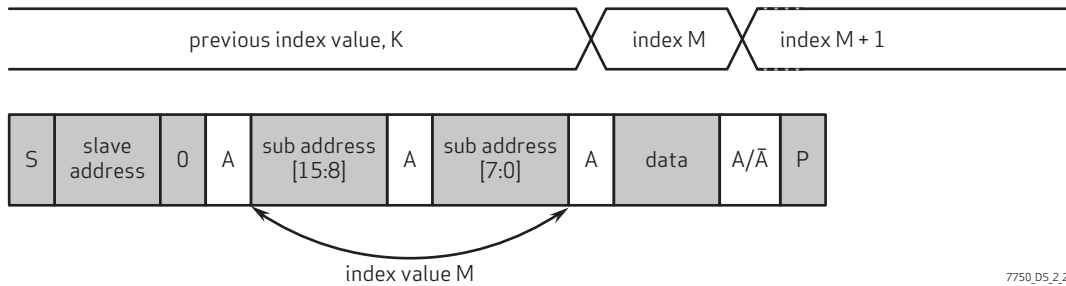 previous index value, K index M index M + 1
S slave address 0 A sub address [15:8] A sub address [7:0] A data A/Ā P
index value M
7750_DS_2_2